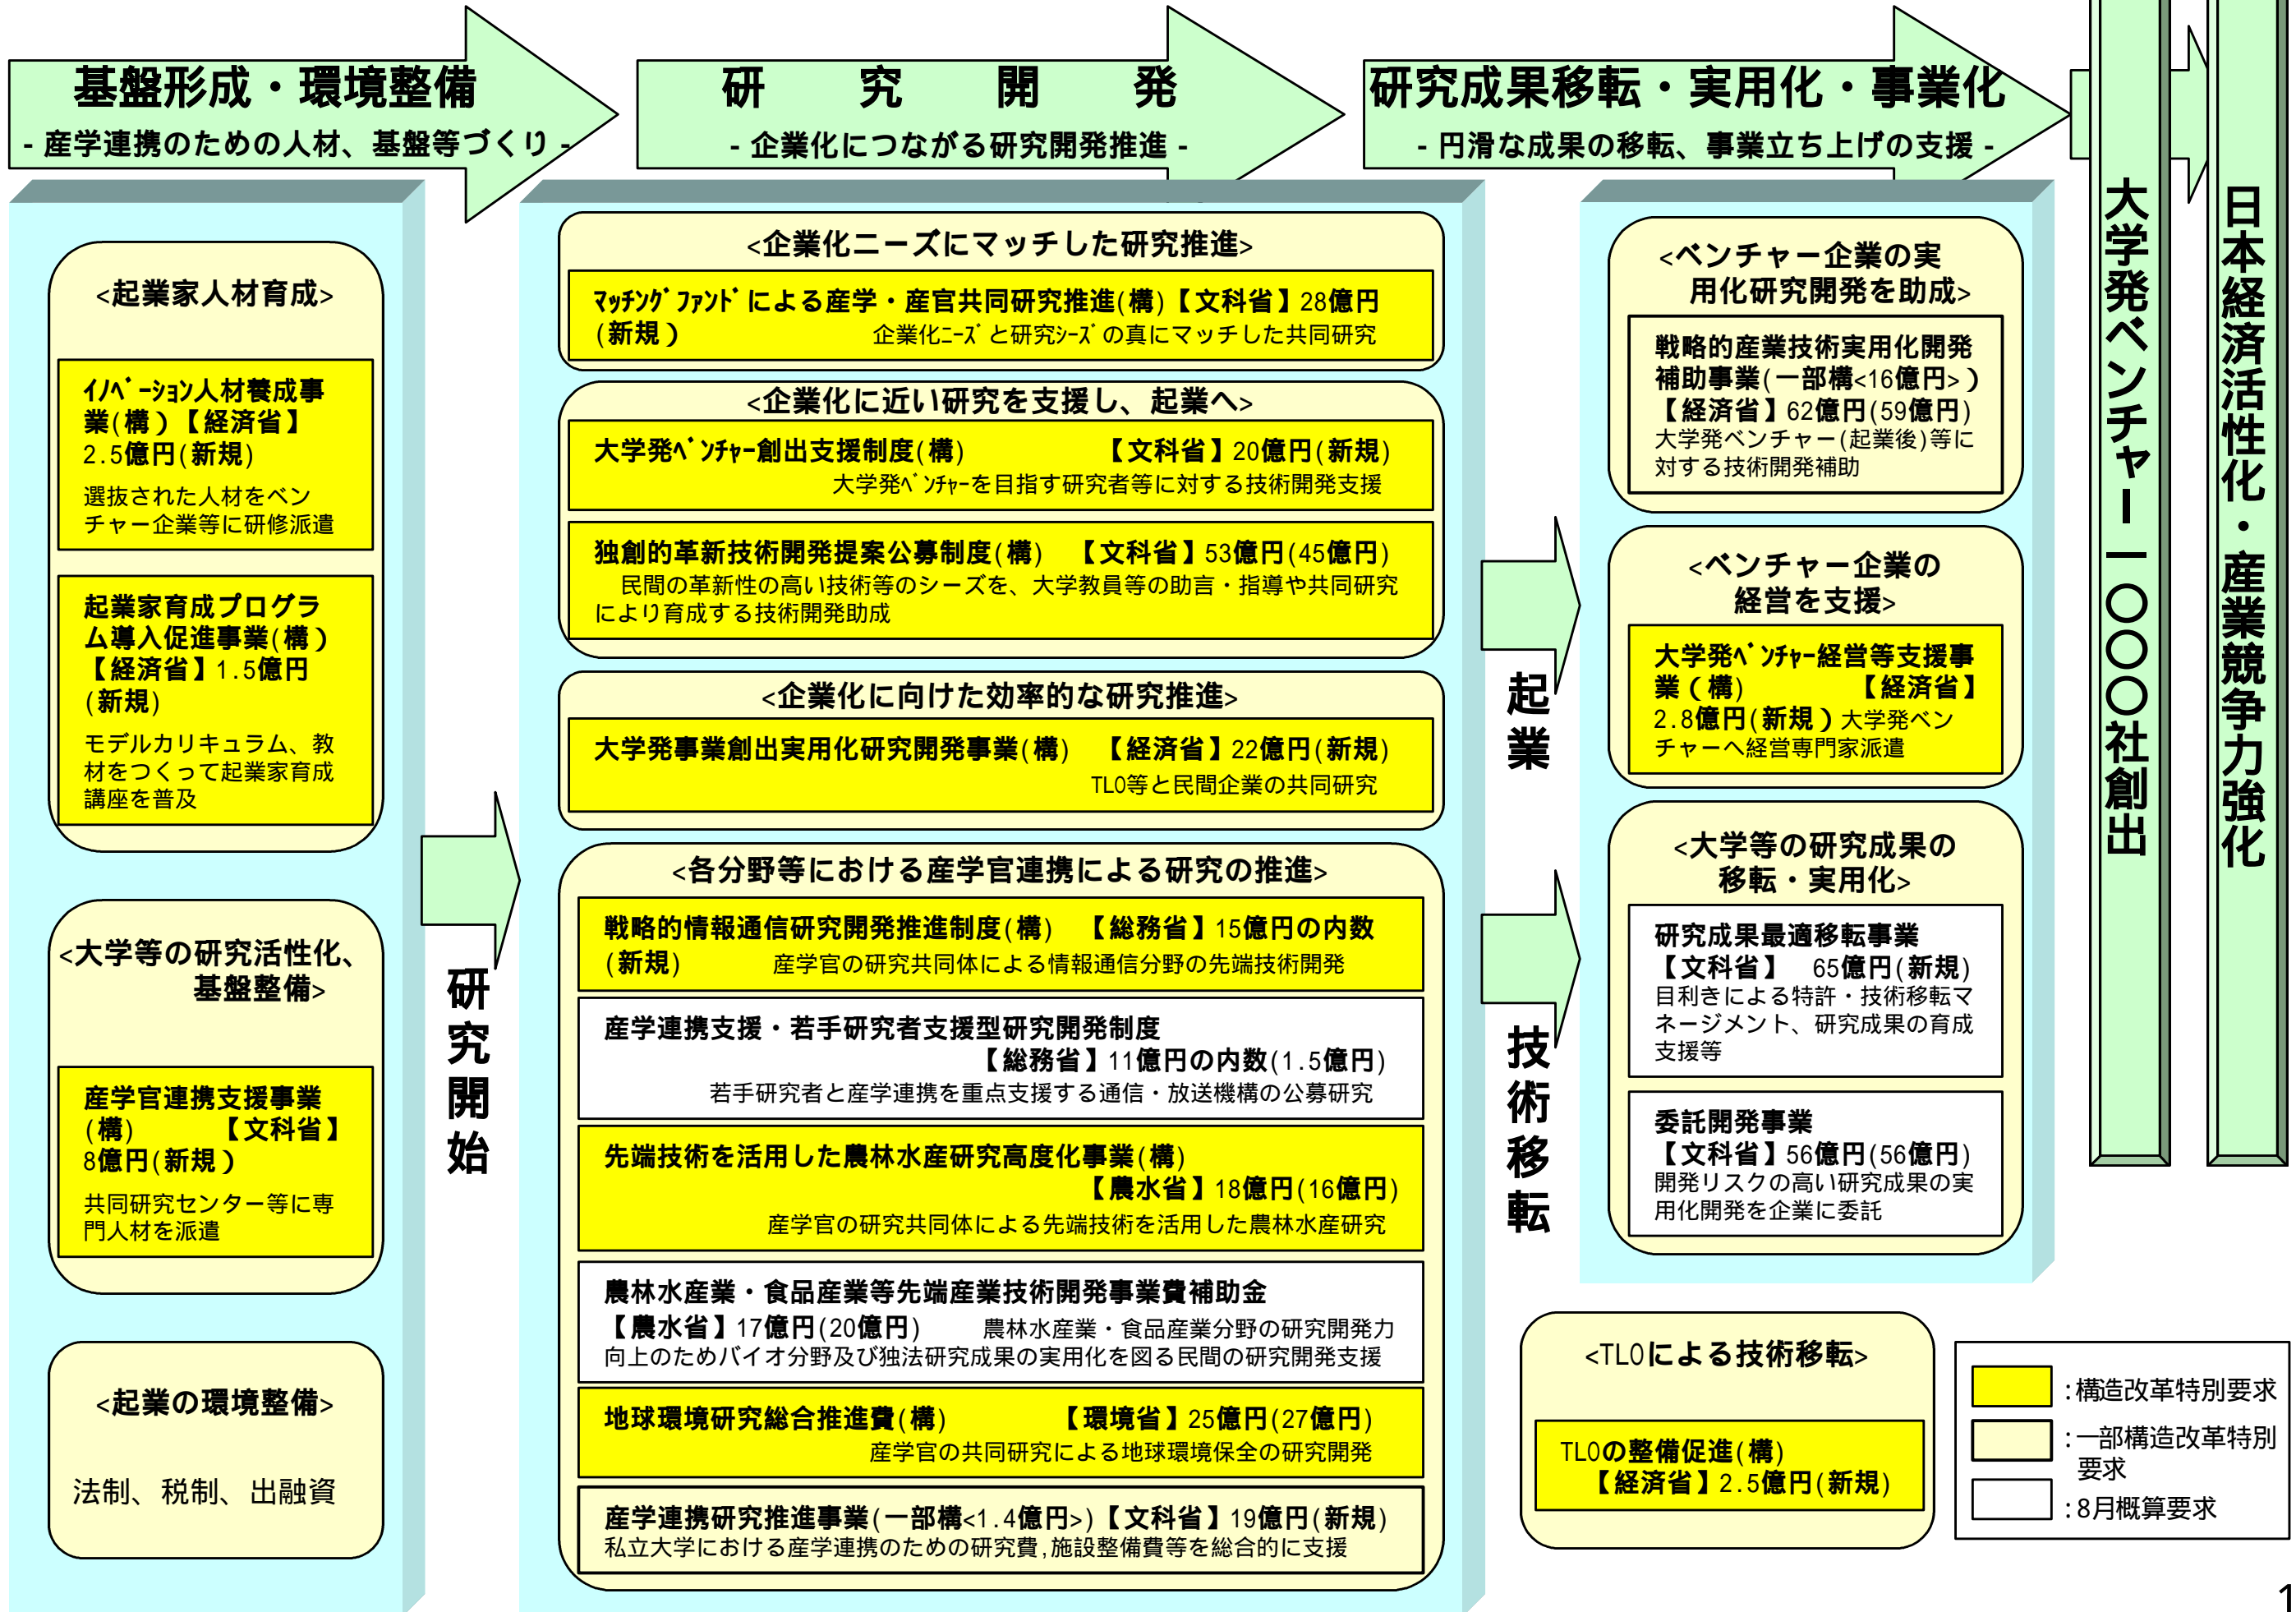 基盤形成・環境整備
- 産学連携のための人材、基盤等づくり -
研究開発
- 企業化につながる研究開発推進 -
研究成果移転・実用化・事業化
- 円滑な成果の移転、事業立ち上げの支援 -
<起業家人材育成>
ｲﾉﾍﾞｰｼｮﾝ人材養成事
業(構)【経済省】
2.5億円(新規)
選抜された人材をベン
チャー企業等に研修派遣
起業家育成プログラ
ム導入促進事業(構)
【経済省】1.5億円
(新規)
モデルカリキュラム、教
材をつくって起業家育成
講座を普及
<大学等の研究活性化、
基盤整備>
産学官連携支援事業
(構) 【文科省】
8億円(新規)
共同研究センター等に専
門人材を派遣
<起業の環境整備>
法制、税制、出融資
研究開始
<企業化ニーズにマッチした研究推進>
ﾏｯﾁﾝｸﾞﾌｧﾝﾄﾞによる産学・産官共同研究推進(構)【文科省】28億円
(新規) 企業化ﾆｰｽﾞと研究ｼｰｽﾞの真にマッチした共同研究
<企業化に近い研究を支援し、起業へ>
大学発ﾍﾞﾝﾁｬｰ創出支援制度(構) 【文科省】20億円(新規)
大学発ﾍﾞﾝﾁｬｰを目指す研究者等に対する技術開発支援
独創的革新技術開発提案公募制度(構) 【文科省】53億円(45億円)
民間の革新性の高い技術等のシーズを、大学教員等の助言・指導や共同研究
により育成する技術開発助成
<企業化に向けた効率的な研究推進>
大学発事業創出実用化研究開発事業(構) 【経済省】22億円(新規)
TLO等と民間企業の共同研究
<各分野等における産学官連携による研究の推進>
戦略的情報通信研究開発推進制度(構) 【総務省】15億円の内数
(新規) 産学官の研究共同体による情報通信分野の先端技術開発
産学連携支援・若手研究者支援型研究開発制度
【総務省】11億円の内数(1.5億円)
若手研究者と産学連携を重点支援する通信・放送機構の公募研究
先端技術を活用した農林水産研究高度化事業(構)
【農水省】18億円(16億円)
産学官の研究共同体による先端技術を活用した農林水産研究
農林水産業・食品産業等先端産業技術開発事業費補助金
【農水省】17億円(20億円) 農林水産業・食品産業分野の研究開発力
向上のためバイオ分野及び独法研究成果の実用化を図る民間の研究開発支援
地球環境研究総合推進費(構) 【環境省】25億円(27億円)
産学官の共同研究による地球環境保全の研究開発
産学連携研究推進事業(一部構<1.4億円>)【文科省】19億円(新規)
私立大学における産学連携のための研究費,施設整備費等を総合的に支援
起業
技術移転
<ベンチャー企業の実
用化研究開発を助成>
戦略的産業技術実用化開発
補助事業(一部構<16億円>)
【経済省】62億円(59億円)
大学発ベンチャー(起業後)等に
対する技術開発補助
<ベンチャー企業の
経営を支援>
大学発ﾍﾞﾝﾁｬｰ経営等支援事
業(構) 【経済省】
2.8億円(新規)大学発ベン
チャーへ経営専門家派遣
<大学等の研究成果の
移転・実用化>
研究成果最適移転事業
【文科省】 65億円(新規)
目利きによる特許・技術移転マ
ネージメント、研究成果の育成
支援等
委託開発事業
【文科省】56億円(56億円)
開発リスクの高い研究成果の実
用化開発を企業に委託
<TLOによる技術移転>
TLOの整備促進(構)
【経済省】2.5億円(新規)
大学発ベンチャー一〇〇〇社創出
日本経済活性化・産業競争力強化
:構造改革特別要求
:一部構造改革特別
要求
:8月概算要求
1